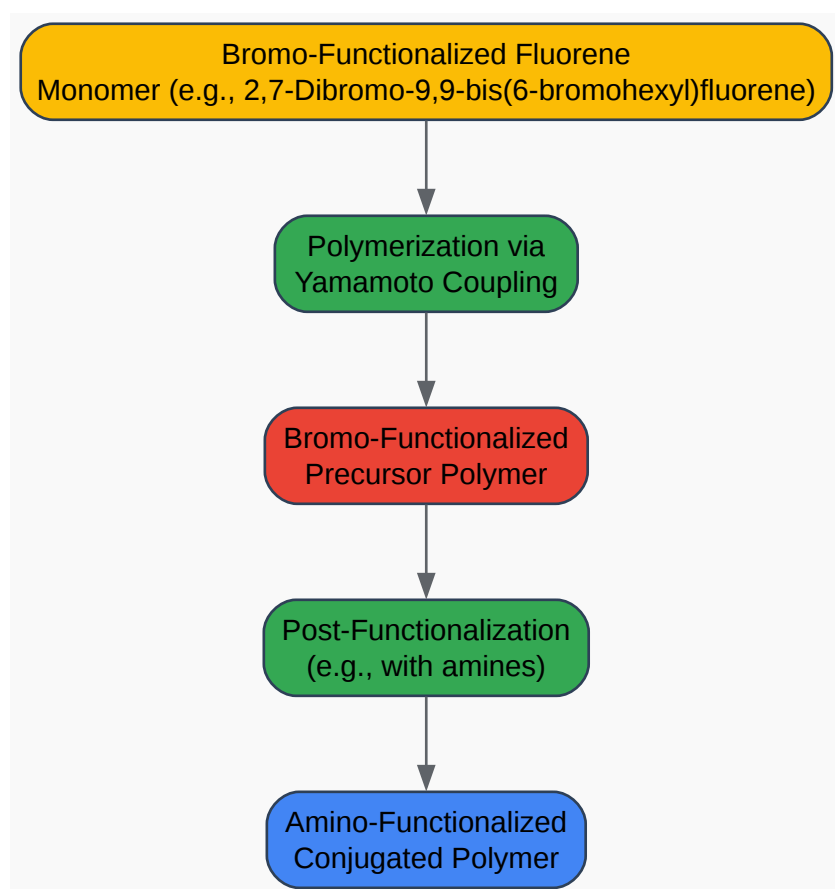 Bromo-Functionalized Fluorene
Monomer (e.g., 2,7-Dibromo-9,9-bis(6-bromohexyl)fluorene)
Polymerization via
Yamamoto Coupling
Bromo-Functionalized
Precursor Polymer
Post-Functionalization
(e.g., with amines)
Amino-Functionalized
Conjugated Polymer